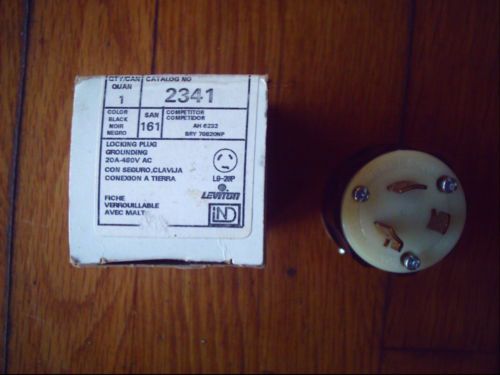 QTY/CAN
QUAN
1
CATALOG NO
2341
COLOR
BLACK
NOIR
NEGRO
SAN
161
COMPETITOR
COMPETIDOR
AH 6232
BRY 70820NP
LOCKING PLUG
GROUNDING
20A-480V AC
CON SEGURO,CLAVIJA
CONEXION A TIERRA
L8-20P
FICHE
VERROUILLABLE
AVEC MALT
LEVITON
IND